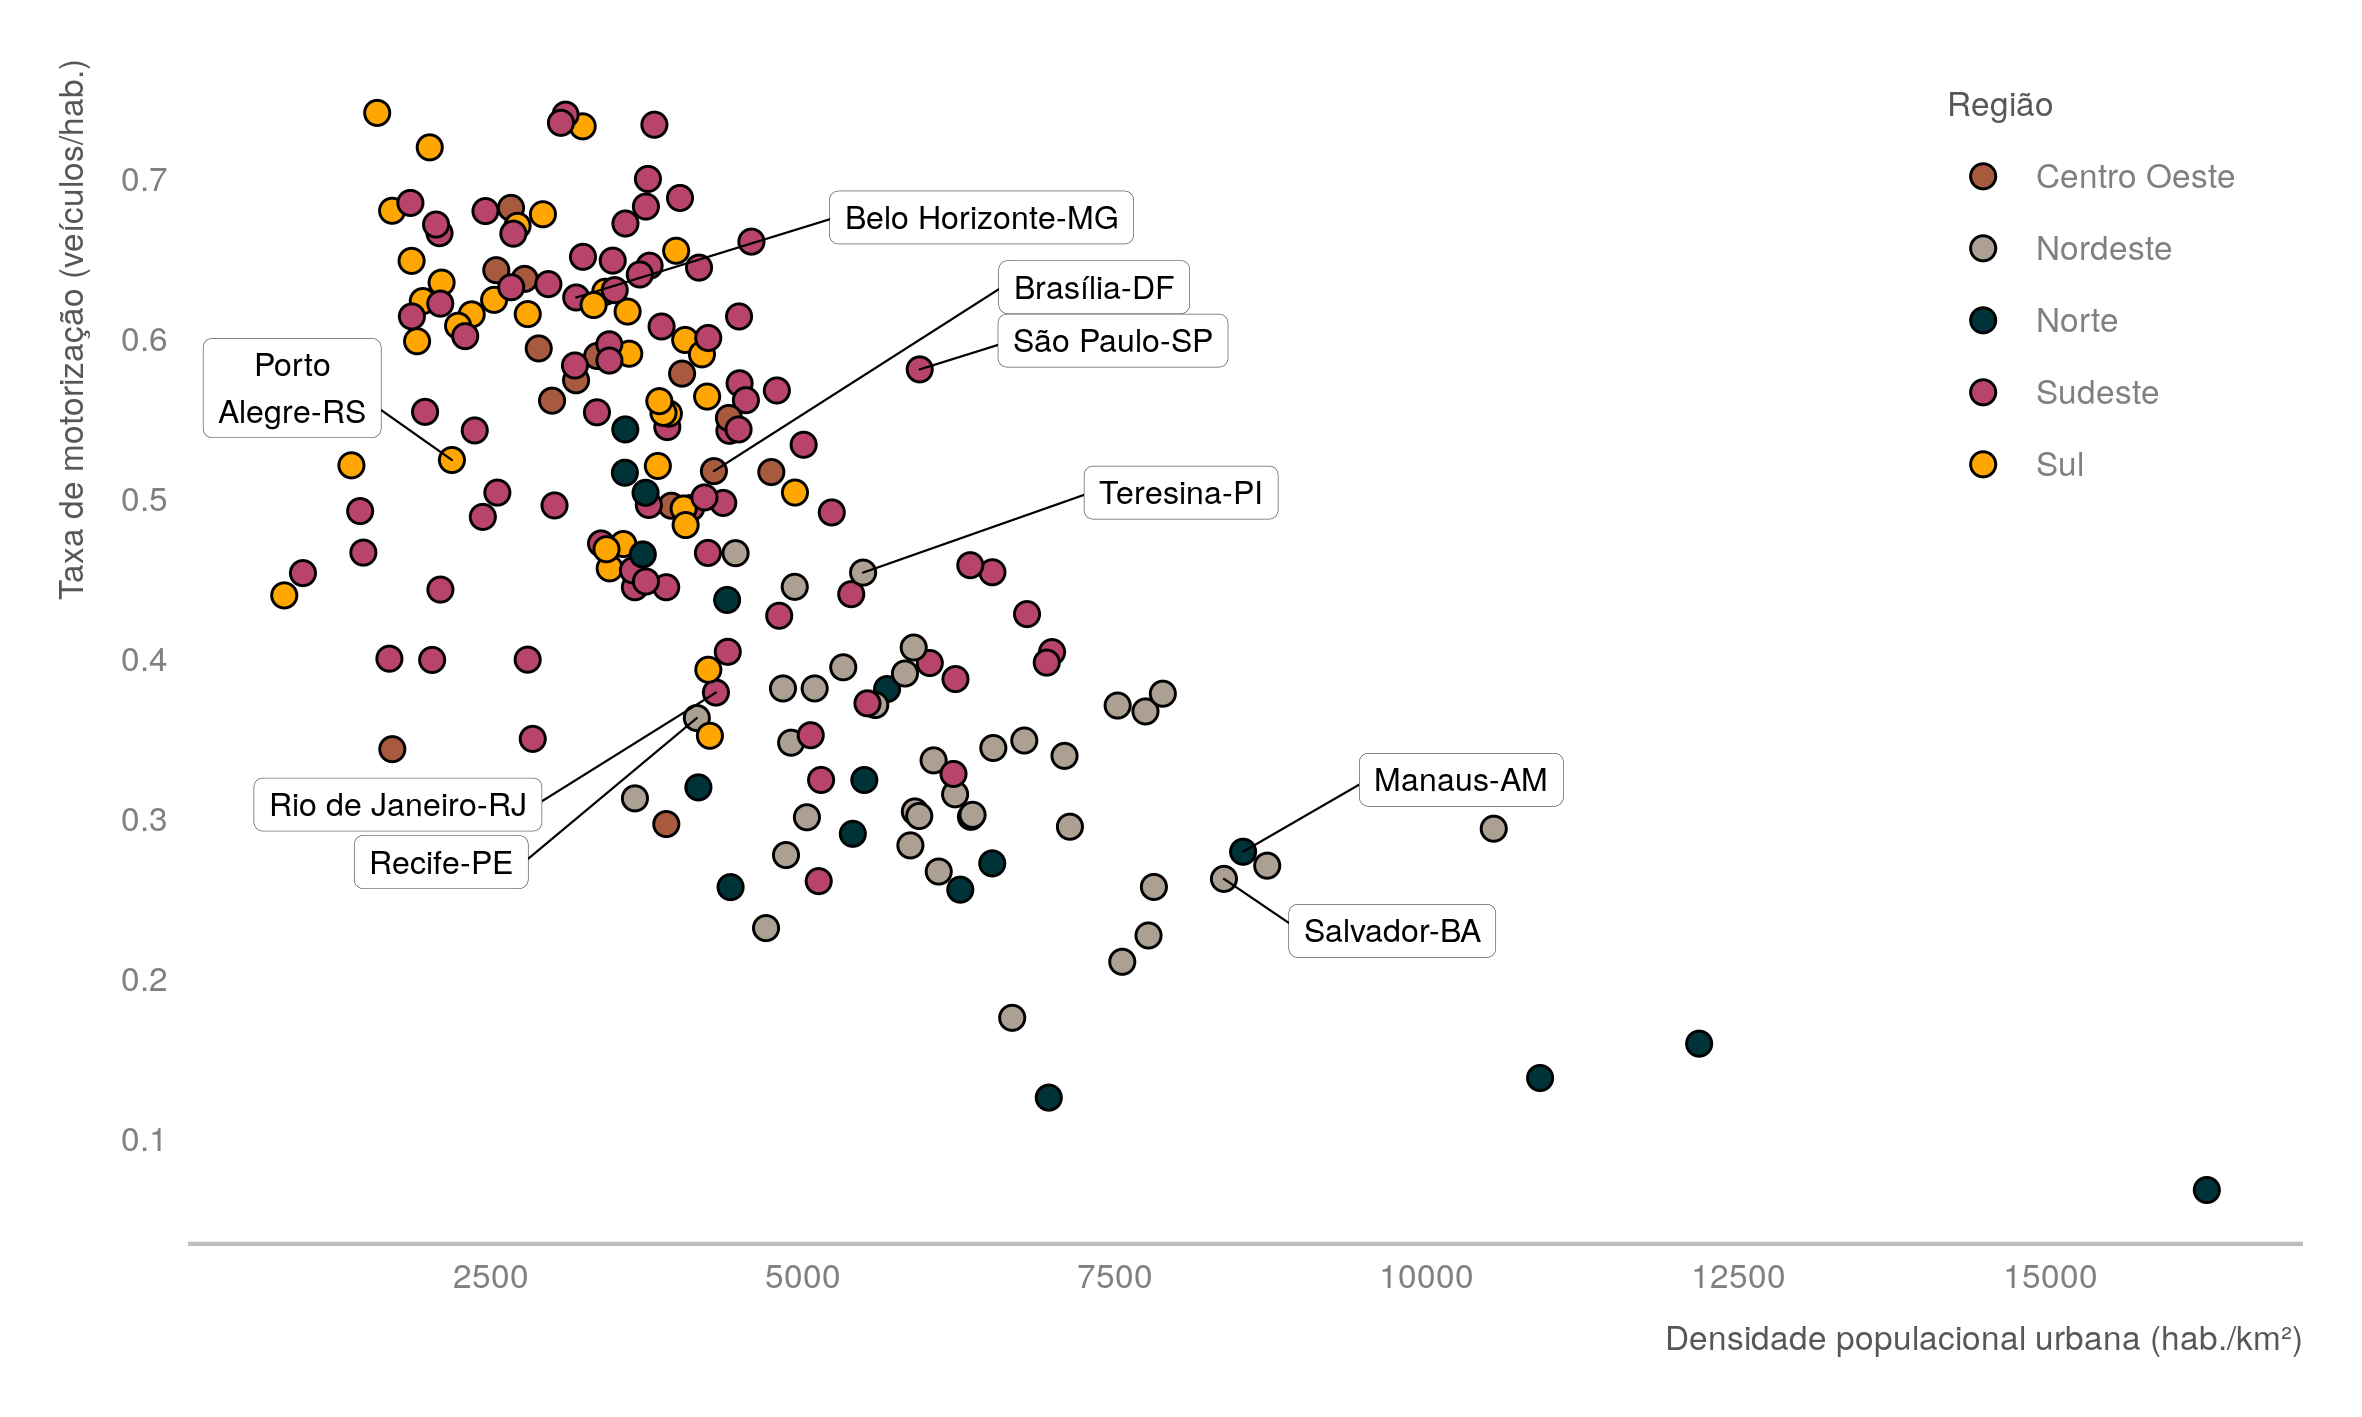 Taxa de motorização (veículos/hab.)
0.7
0.6
0.5
0.4
0.3
0.2
0.1
Belo Horizonte-MG
Brasília-DF
São Paulo-SP
Porto
Alegre-RS
Teresina-PI
Rio de Janeiro-RJ
Recife-PE
Manaus-AM
Salvador-BA
Região
Centro Oeste
Nordeste
Norte
Sudeste
Sul
2500
5000
7500
10000
12500
15000
Densidade populacional urbana (hab./km²)